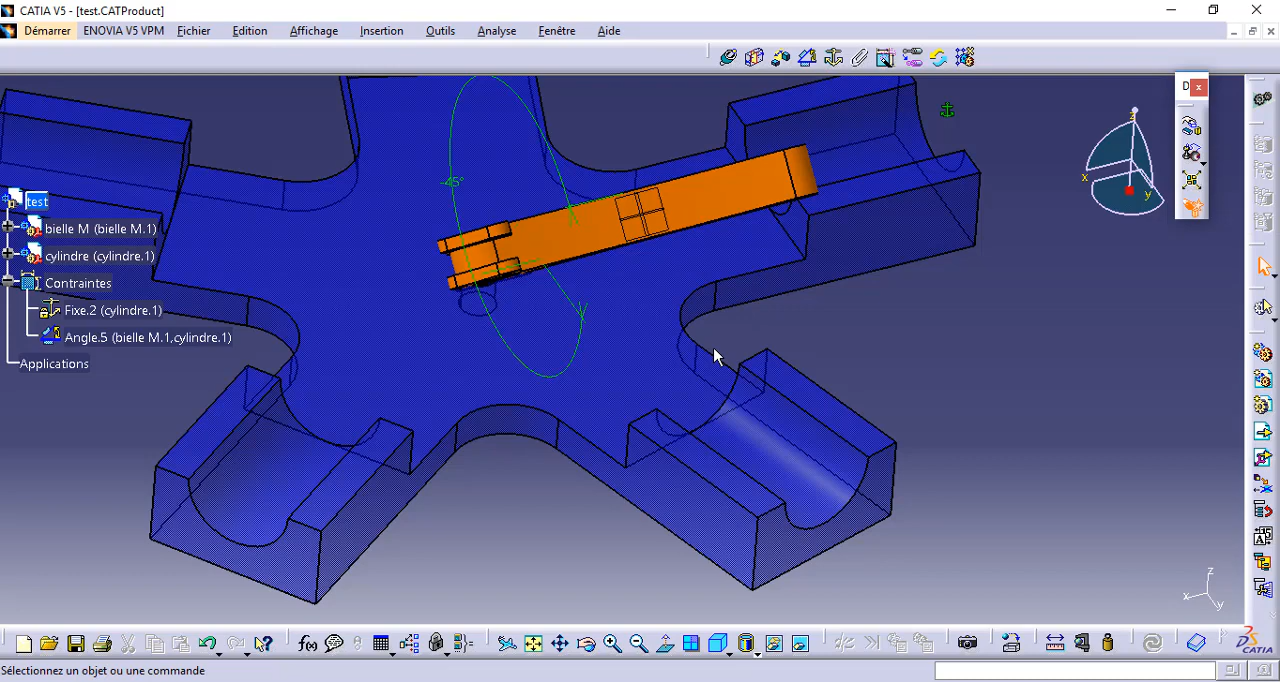 CATIA V5 - [test.CATProduct]
Démarrer ENOVIA V5 VPM Fichier Edition Affichage Insertion Outils Analyse Fenêtre Aide
D... x
-45°
z
x
y
test
bielle M (bielle M.1)
cylindre (cylindre.1)
Contraintes
Fixe.2 (cylindre.1)
Angle.5 (bielle M.1,cylindre.1)
Applications
z
x
y
f(x)
CATIA
Sélectionnez un objet ou une commande